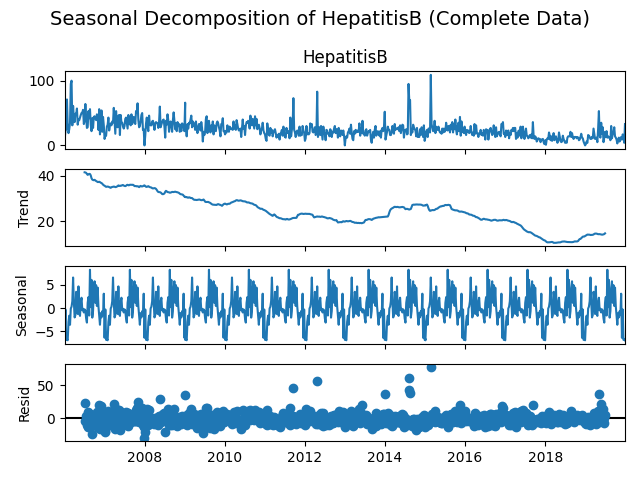 Seasonal Decomposition of HepatitisB (Complete Data)
HepatitisB
100
0
Trend
40
20
Seasonal
5
0
−5
Resid
50
0
2008 2010 2012 2014 2016 2018